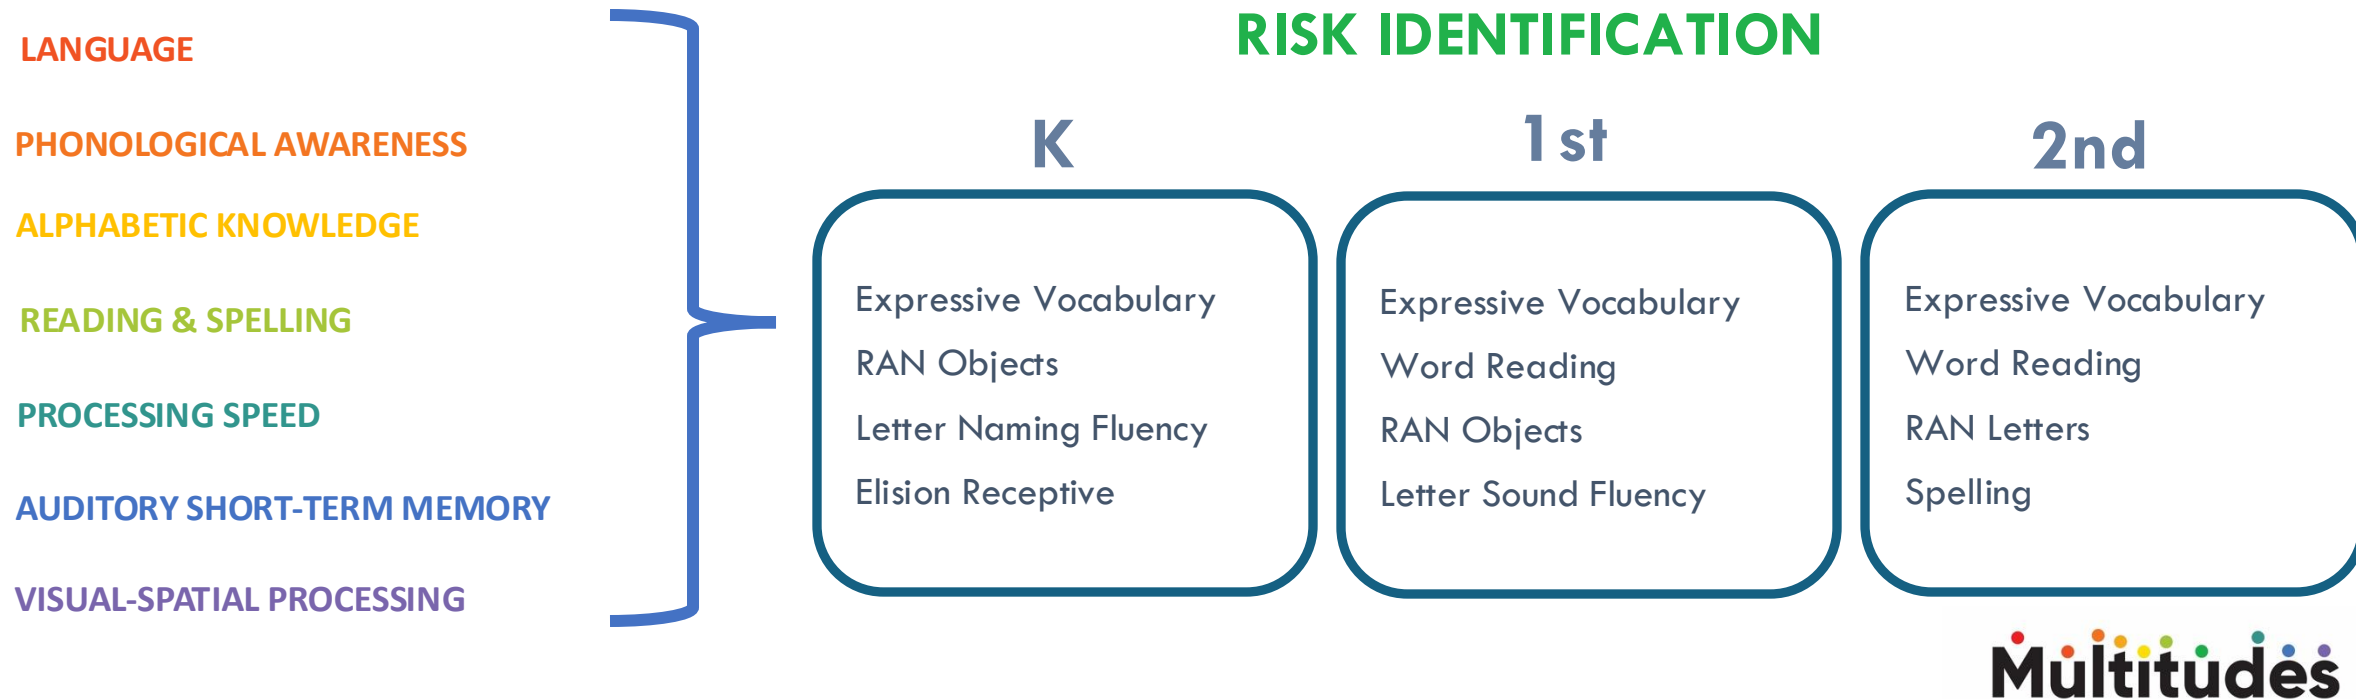 LANGUAGE
PHONOLOGICAL AWARENESS
ALPHABETIC KNOWLEDGE
READING & SPELLING
PROCESSING SPEED
AUDITORY SHORT-TERM MEMORY
VISUAL-SPATIAL PROCESSING
RISK IDENTIFICATION
K
Expressive Vocabulary
RAN Objects
Letter Naming Fluency
Elision Receptive
1st
Expressive Vocabulary
Word Reading
RAN Objects
Letter Sound Fluency
2nd
Expressive Vocabulary
Word Reading
RAN Letters
Spelling
Multitudes